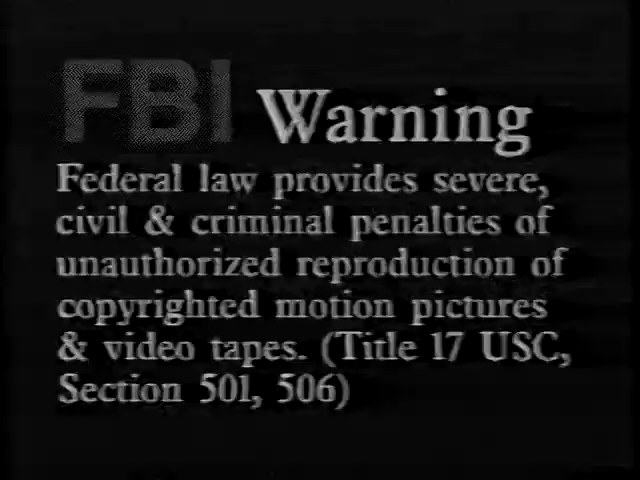 FBI Warning
Federal law provides severe,
civil & criminal penalties of
unauthorized reproduction of
copyrighted motion pictures
& video tapes. (Title 17 USC,
Section 501, 506)